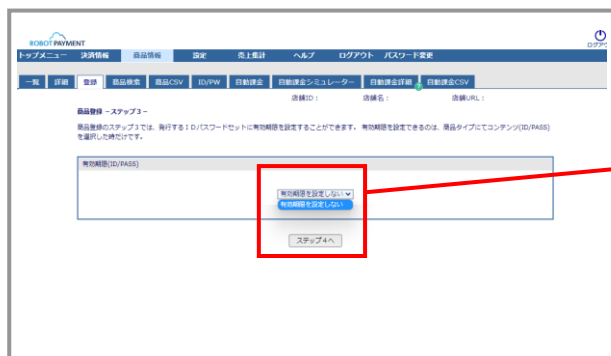 ROBOT PAYMENT
ログアウ
トップメニュー 決済情報 商品情報 設定 売上集計 ヘルプ ログアウト パスワード変更
一覧 詳細 登録 商品検索 商品CSV ID/PW 自動課金 自動課金シミュレーター 自動課金詳細 自動課金CSV
店舗ID： 店舗名： 店舗URL：
商品登録 －ステップ3－
商品登録のステップ3では、発行するＩＤパスワードセットに有効期限を設定することができます。 有効期限を設定できるのは、商品タイプにてコンテンツ(ID/PASS)
を選択した時だけです。
有効期限(ID/PASS)
有効期限を設定しない
有効期限を設定しない
ステップ4へ